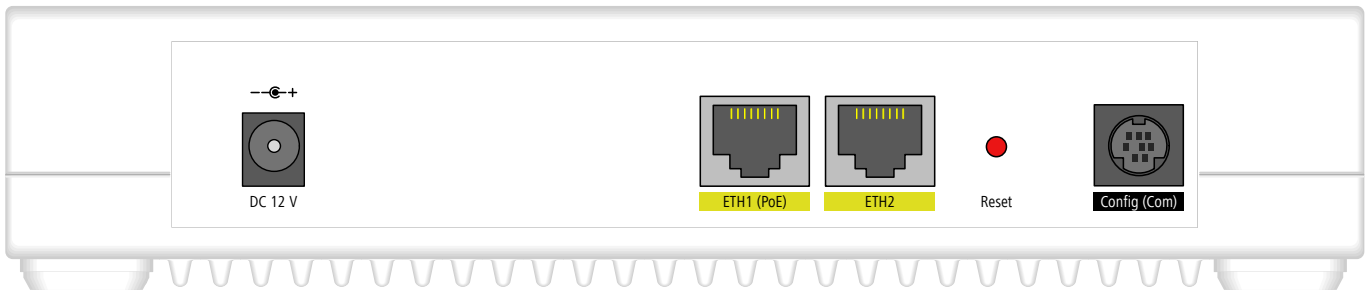 DC 12 V
ETH1 (PoE)
ETH2
Reset
Config (Com)